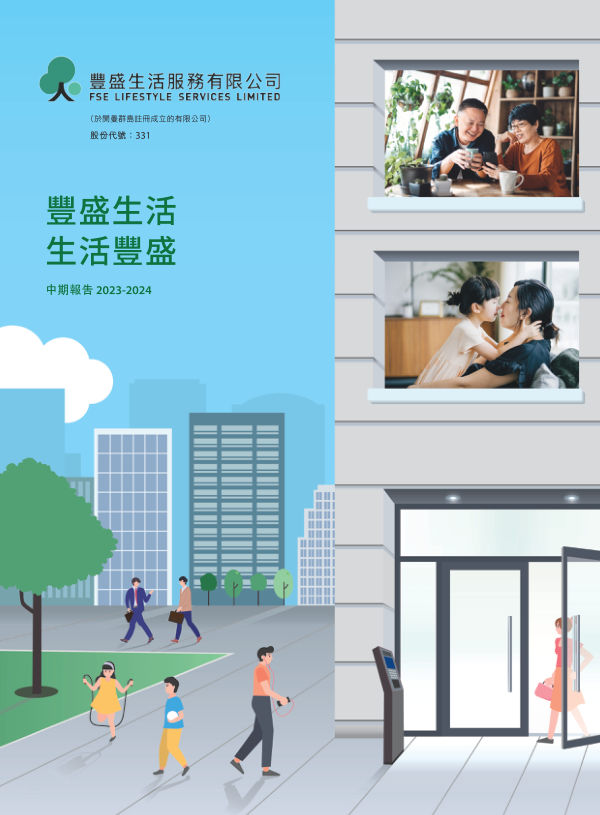 豐盛生活服務有限公司
FSE LIFESTYLE SERVICES LIMITED
（於開曼群島註冊成立的有限公司）
股份代號：331
豐盛生活
生活豐盛
中期報告 2023-2024